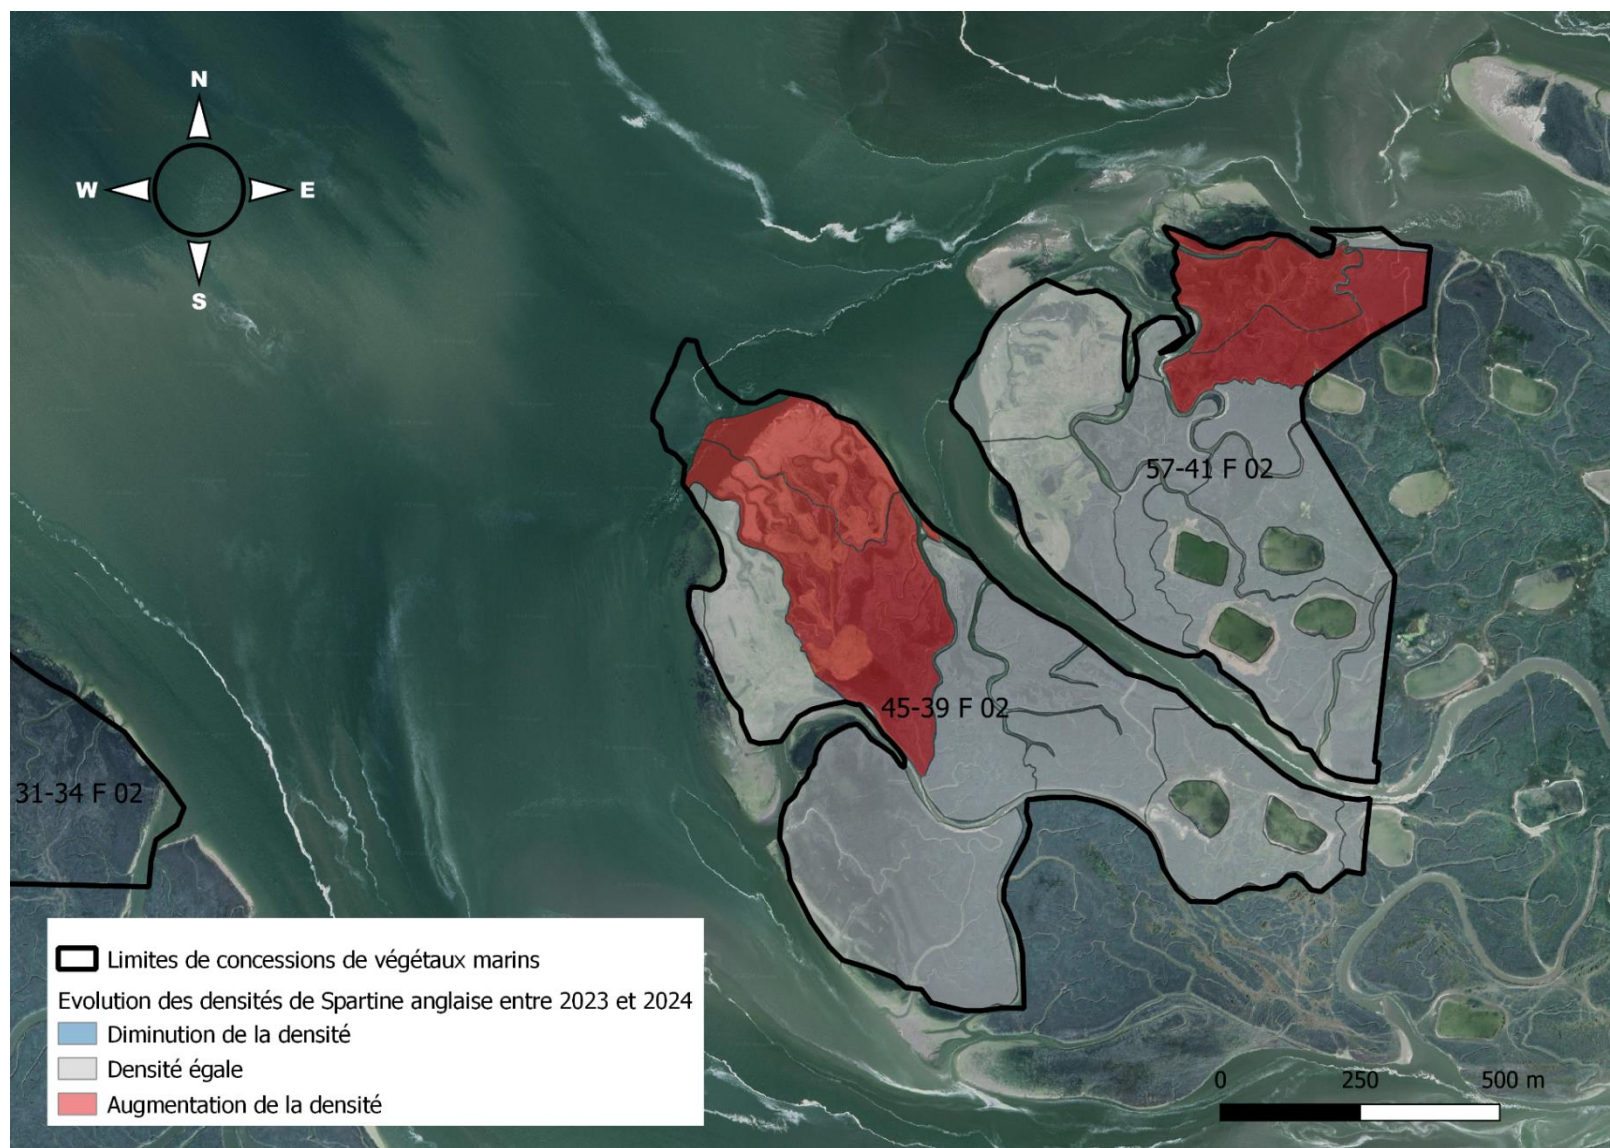 N
W E
S
57-41 F 02
45-39 F 02
31-34 F 02
Limites de concessions de végétaux marins
Evolution des densités de Spartine anglaise entre 2023 et 2024
Diminution de la densité
Densité égale
Augmentation de la densité
0 250 500 m